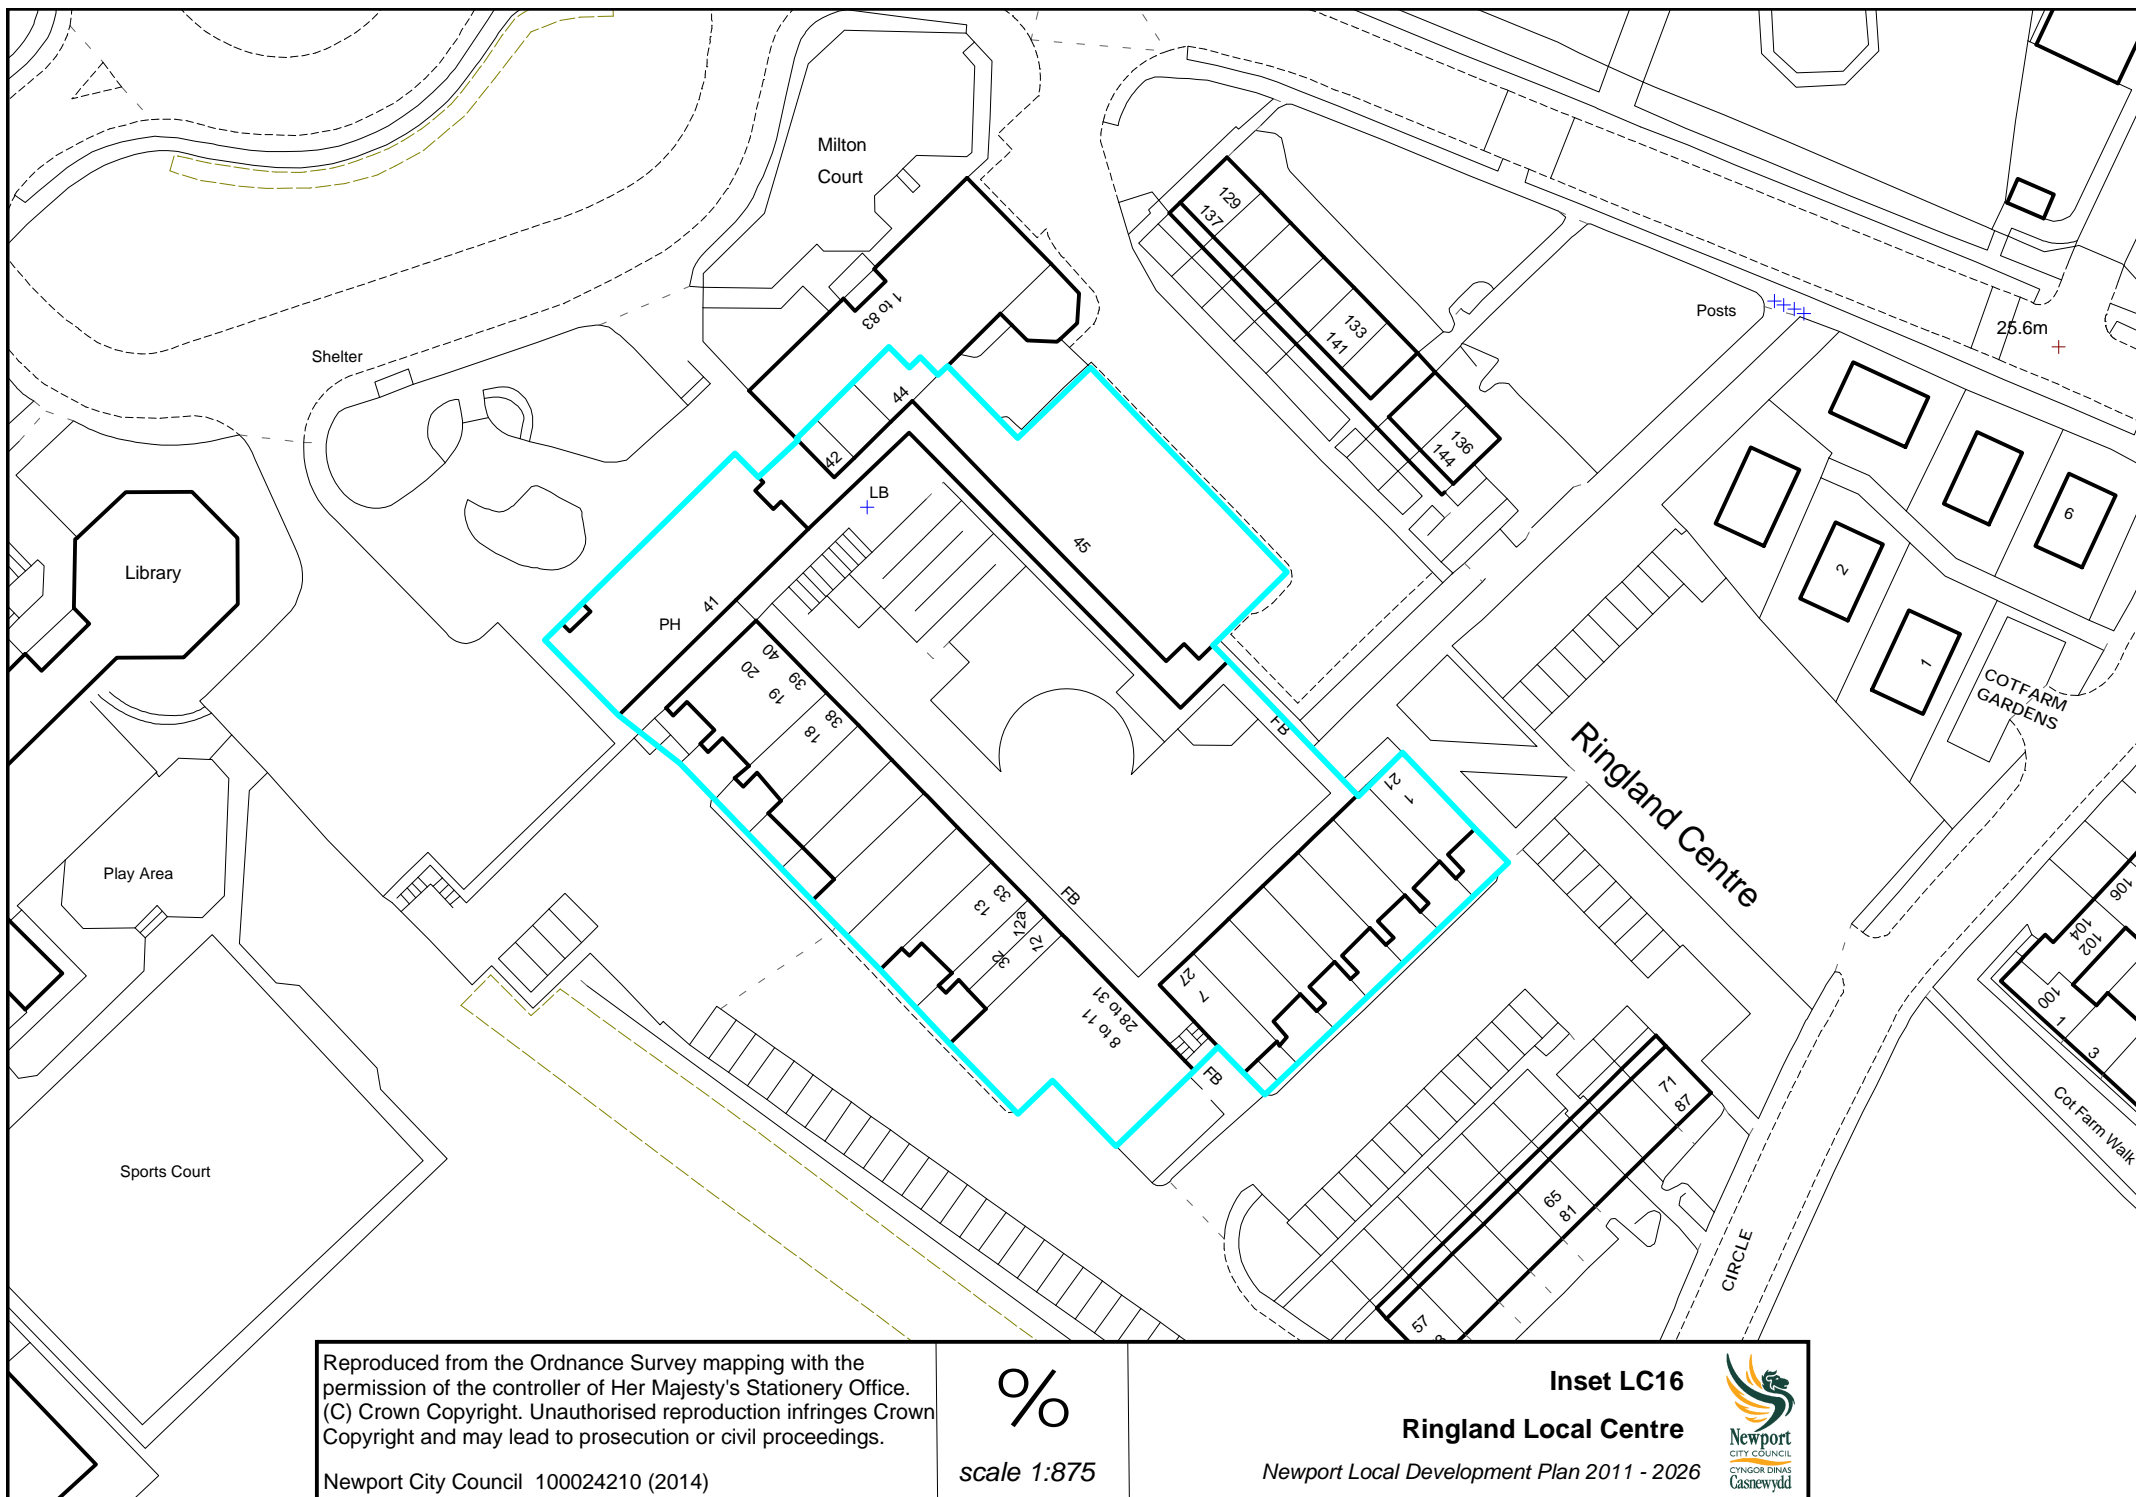 Milton
Court
129
137
1 to 83
133
141
Posts
25.6m
Shelter
44
42
136
144
LB
6
Library
45
2
41
PH
40
39
38
20
19
18
1
COTFARM
GARDENS
FB
Ringland Centre
21
1
Play Area
33
13
12a
12
32
FB
27
7
28 to 31
8 to 11
FB
106
104
102
100
1
3
Cot Farm Walk
71
87
65
81
57
CIRCLE
Sports Court
Reproduced from the Ordnance Survey mapping with the
permission of the controller of Her Majesty's Stationery Office.
(C) Crown Copyright. Unauthorised reproduction infringes Crown
Copyright and may lead to prosecution or civil proceedings.
Newport City Council 100024210 (2014)
%
scale 1:875
Inset LC16
Ringland Local Centre
Newport Local Development Plan 2011 - 2026
Newport
CITY COUNCIL
CYNGOR DINAS
Casnewydd